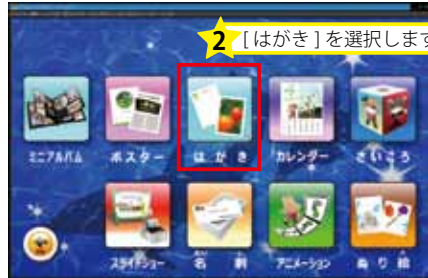 2 [はがき]を選択します
ミニアルバム ポスター はがき カレンダー さいころ
スライドショー 名刺 アニメーション ぬり絵